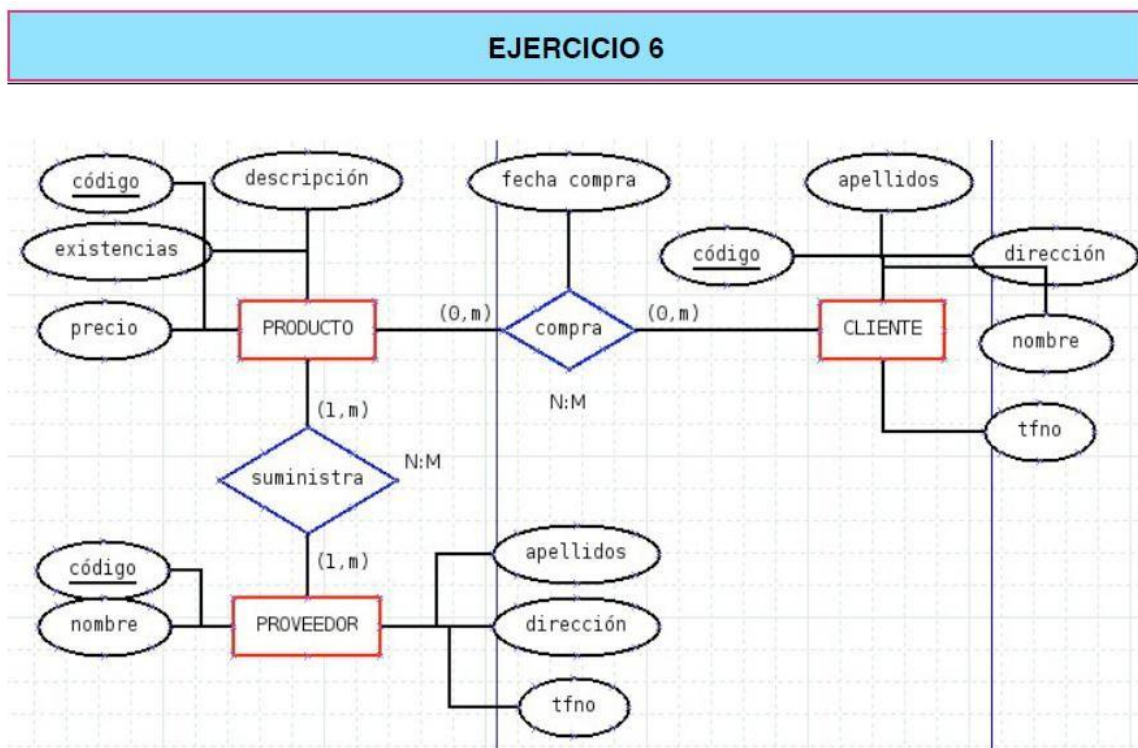 EJERCICIO 6
código
descripción
fecha compra
apellidos
existencias
código
dirección
precio
PRODUCTO
(0,m)
compra
(0,m)
CLIENTE
nombre
N:M
(1,m)
tfno
suministra
N:M
(1,m)
apellidos
código
nombre
PROVEEDOR
dirección
tfno